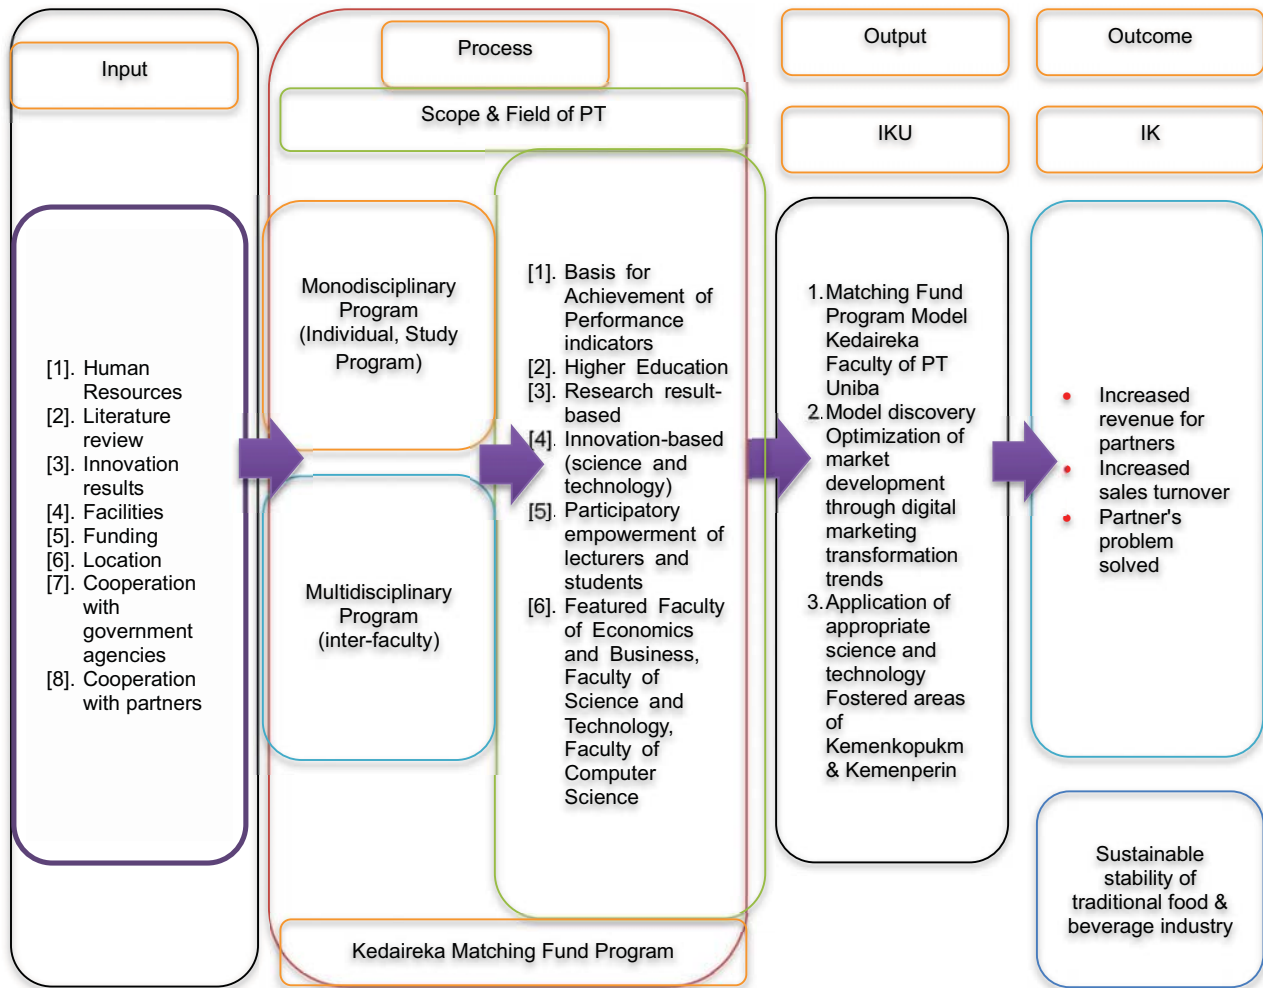 Input
[1]. Human
Resources
[2]. Literature
review
[3]. Innovation
results
[4]. Facilities
[5]. Funding
[6]. Location
[7]. Cooperation
with
government
agencies
[8]. Cooperation
with partners
Process
Scope & Field of PT
Monodisciplinary
Program
(Individual, Study
Program)
Multidisciplinary
Program
(inter-faculty)
[1]. Basis for
Achievement of
Performance
indicators
[2]. Higher Education
[3]. Research result-
based
[4]. Innovation-based
(science and
technology)
[5]. Participatory
empowerment of
lecturers and
students
[6]. Featured Faculty
of Economics
and Business,
Faculty of
Science and
Technology,
Faculty of
Computer
Science
Kedaireka Matching Fund Program
Output
IKU
1. Matching Fund
Program Model
Kedaireka
Faculty of PT
Uniba
2. Model discovery
Optimization of
market
development
through digital
marketing
transformation
trends
3. Application of
appropriate
science and
technology
Fostered areas
of
Kemenkopukm
& Kemenperin
Outcome
IK
• Increased
revenue for
partners
• Increased
sales turnover
• Partner's
problem
solved
Sustainable
stability of
traditional food &
beverage industry